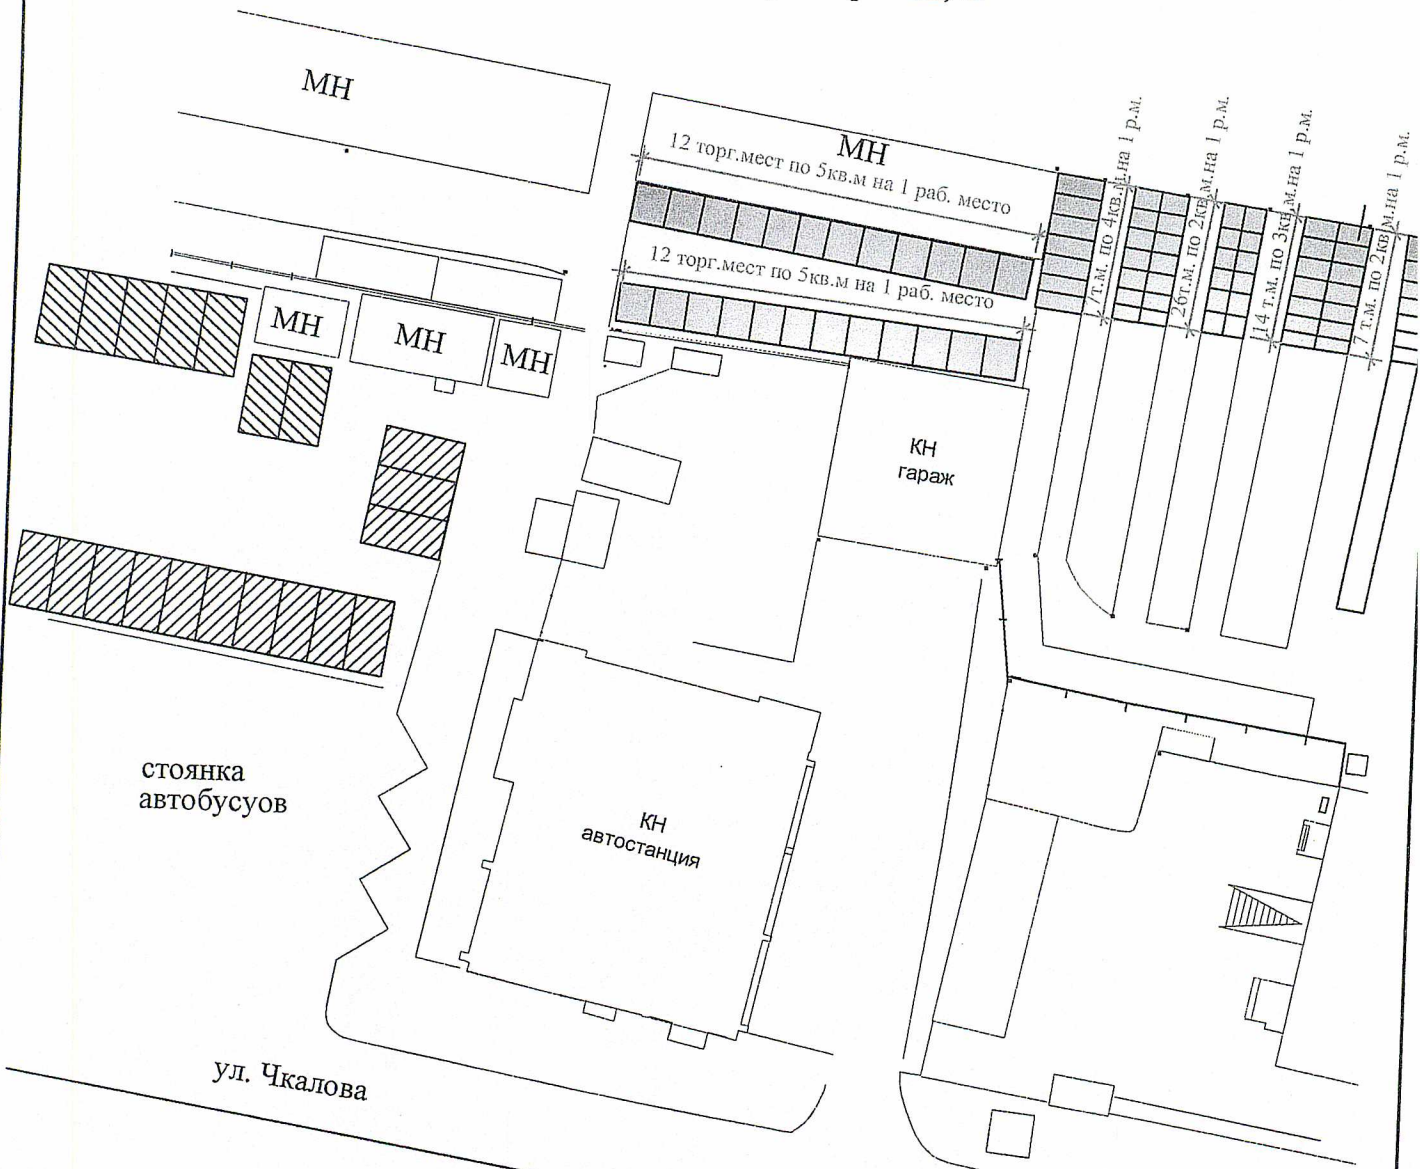 МН
МН
12 торг.мест по 5кв.м на 1 раб. место
12 торг.мест по 5кв.м на 1 раб. место
7т.м. по 4кв.м.на 1 р.м.
26т.м. по 2кв.м.на 1 р.м.
14 т.м. по 3кв.м.на 1 р.м.
7 т.м. по 2кв.м.на 1 р.м.
МН
МН
МН
КН
гараж
стоянка
автобусуов
КН
автостанция
ул. Чкалова